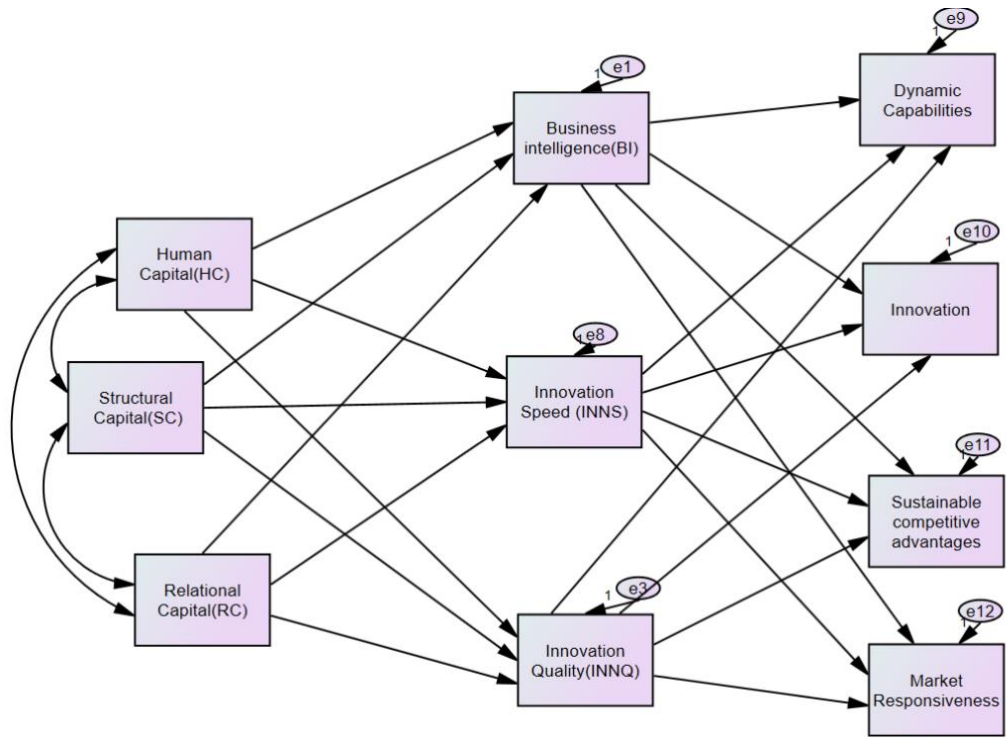 e9
1
Dynamic
Capabilities
e1
1
Business
intelligence(BI)
Human
Capital(HC)
e10
1
Innovation
e8
1
Innovation
Speed (INNS)
Structural
Capital(SC)
e11
1
Sustainable
competitive
advantages
Relational
Capital(RC)
e3
1
Innovation
Quality(INNQ)
e12
1
Market
Responsiveness